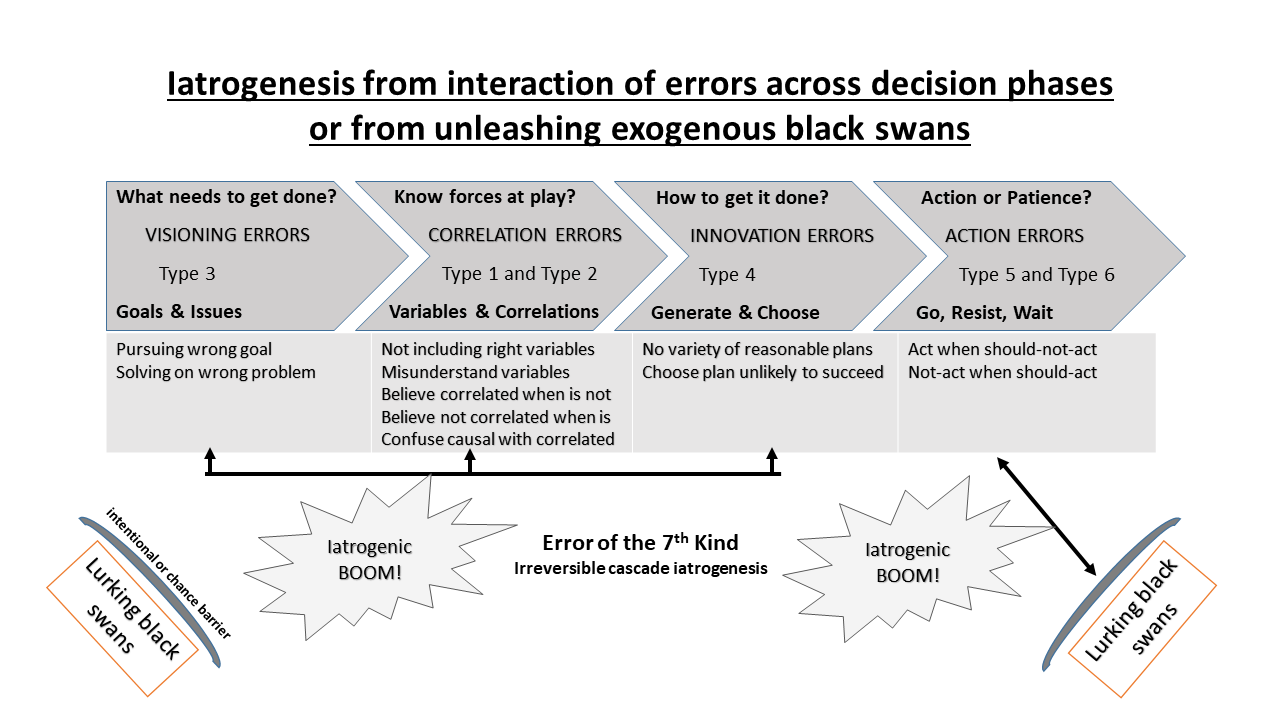 Iatrogenesis from interaction of errors across decision phases
or from unleashing exogenous black swans
What needs to get done?
VISIONING ERRORS
Type 3
Goals & Issues
Know forces at play?
CORRELATION ERRORS
Type 1 and Type 2
Variables & Correlations
How to get it done?
INNOVATION ERRORS
Type 4
Generate & Choose
Action or Patience?
ACTION ERRORS
Type 5 and Type 6
Go, Resist, Wait
Pursuing wrong goal
Solving on wrong problem
Not including right variables
Misunderstand variables
Believe correlated when is not
Believe not correlated when is
Confuse causal with correlated
No variety of reasonable plans
Choose plan unlikely to succeed
Act when should-not-act
Not-act when should-act
intentional or chance barrier
Lurking black
swans
Iatrogenic
BOOM!
Error of the 7th Kind
Irreversible cascade iatrogenesis
Iatrogenic
BOOM!
Lurking black
swans